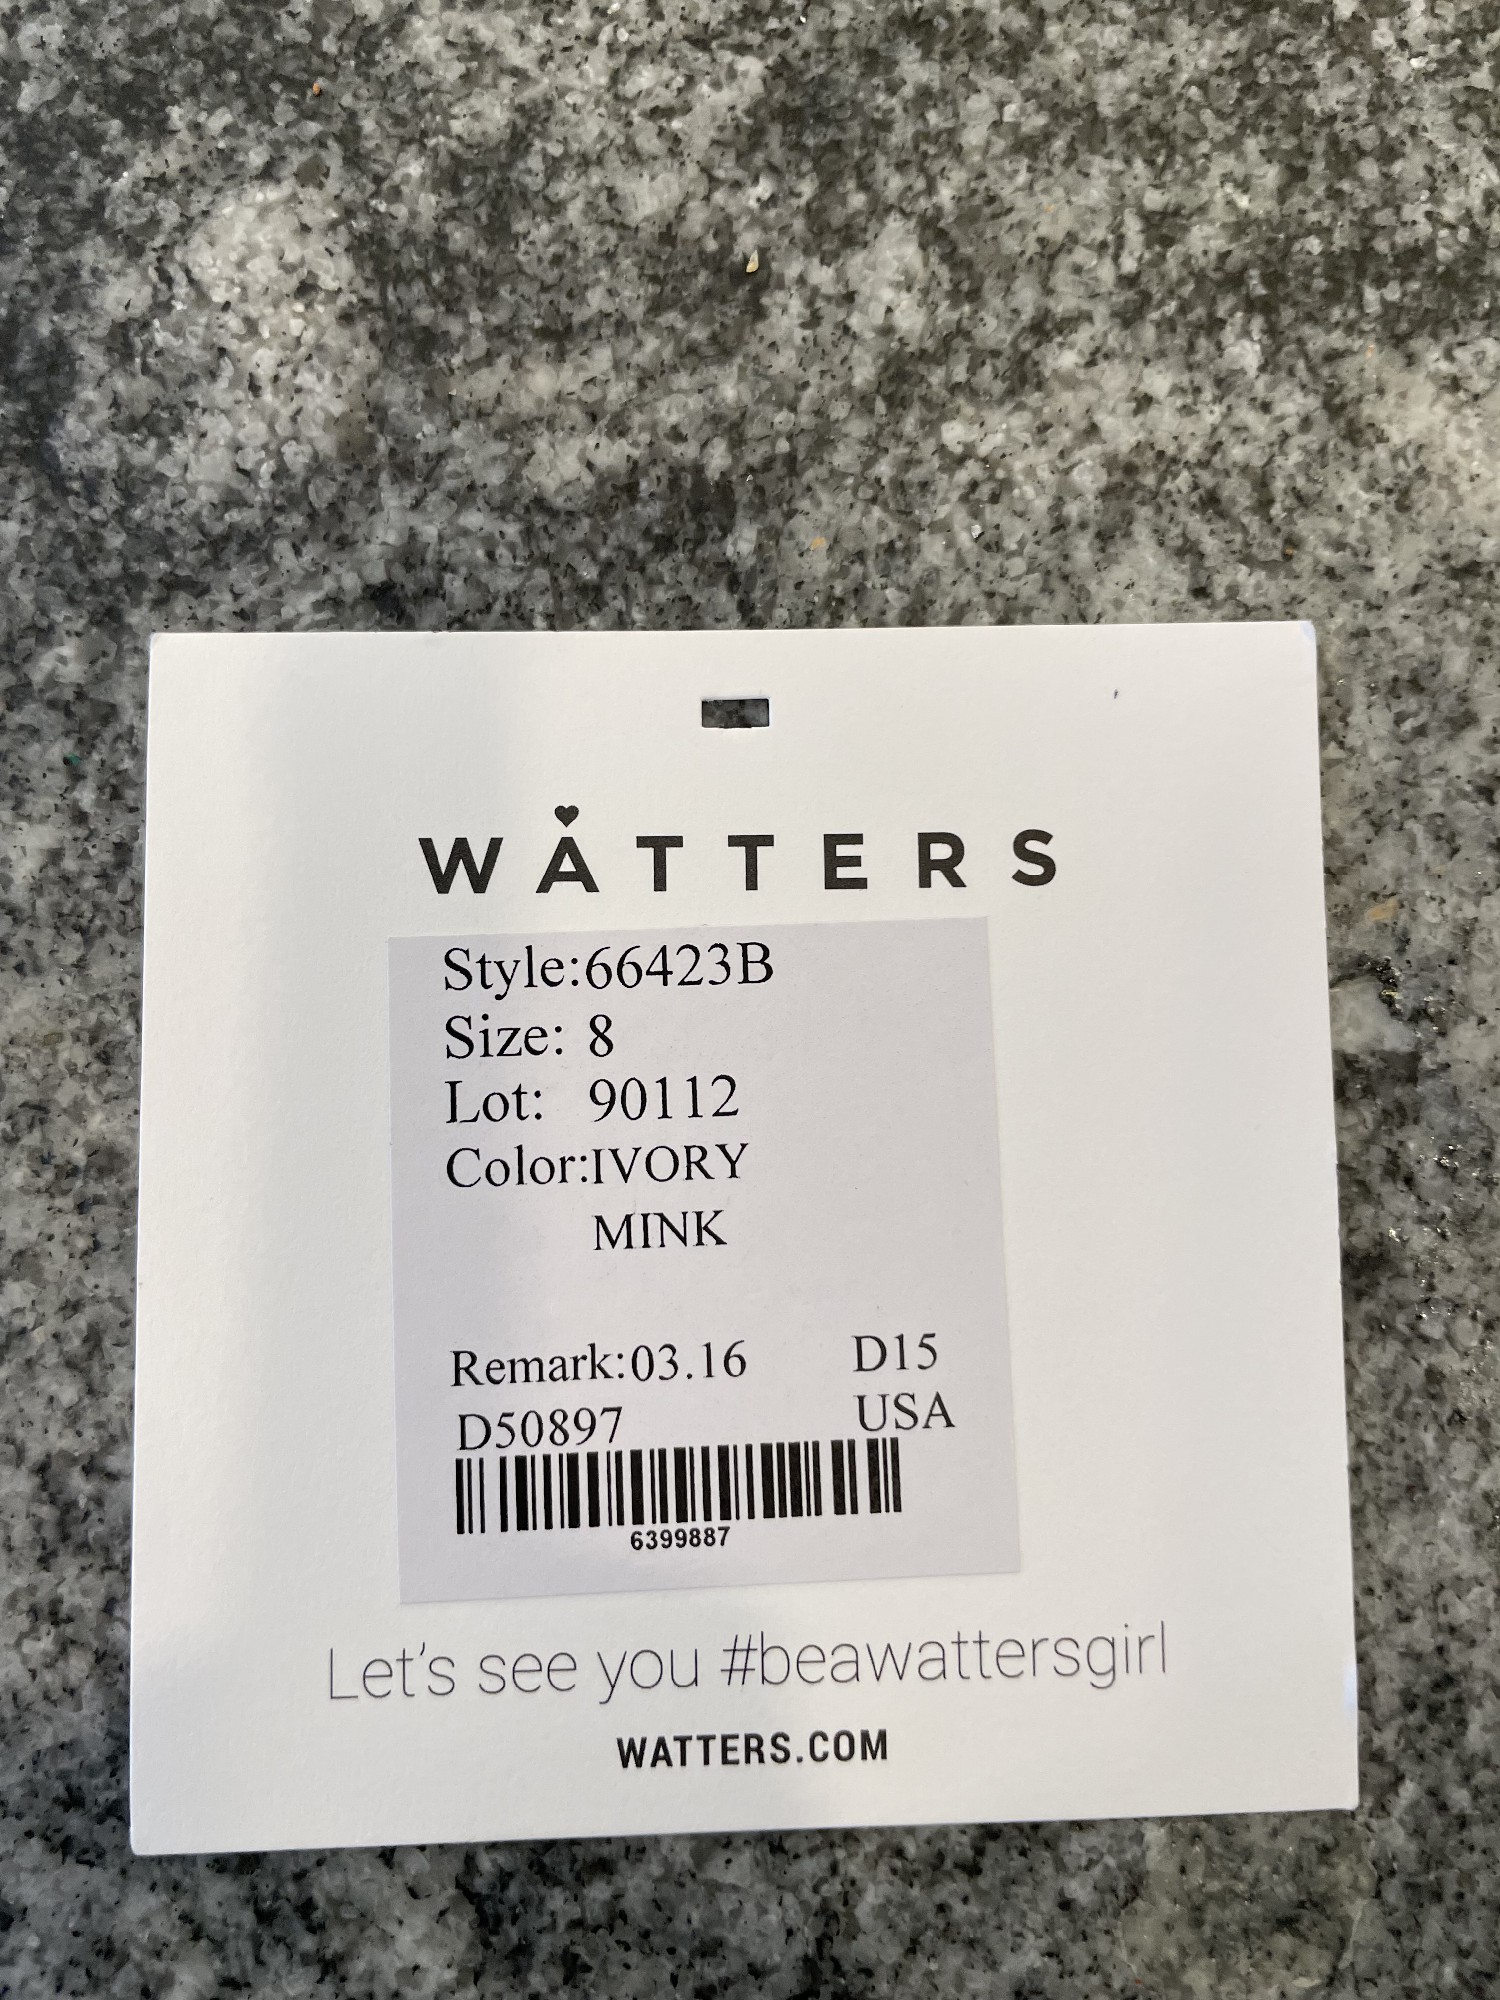 WATTERS
Style:66423B
Size: 8
Lot: 90112
Color:IVORY
MINK
Remark:03.16 D15
D50897 USA
6399887
Let's see you #beawattersgirl
WATTERS.COM